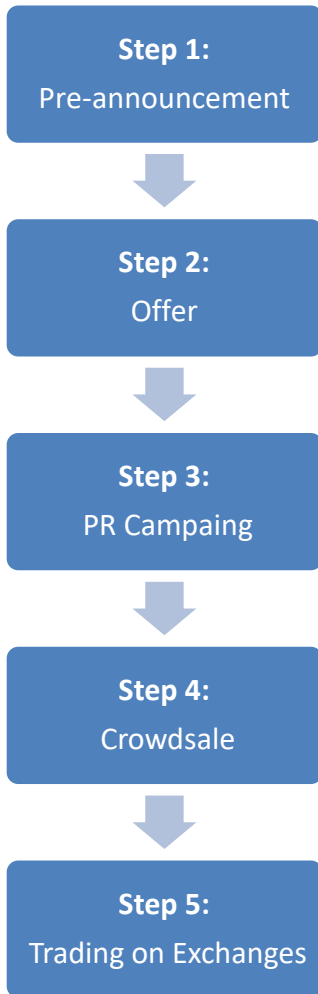 Step 1:
Pre-announcement
Step 2:
Offer
Step 3:
PR Campaing
Step 4:
Crowdsale
Step 5:
Trading on Exchanges